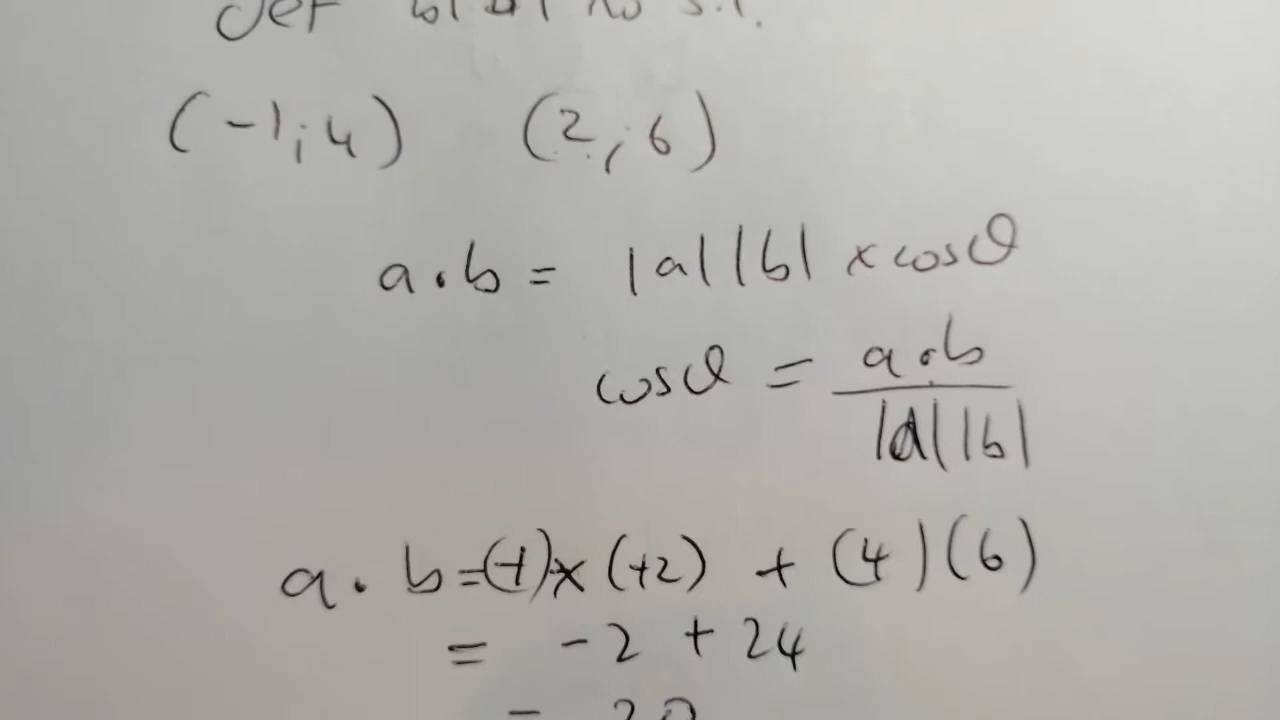 (-1;4) (2,6)
a.b = |a||b| x cosθ
cosθ = a.b
|a||b|
a.b=(-1)x(+2) + (4)(6)
= -2 + 24